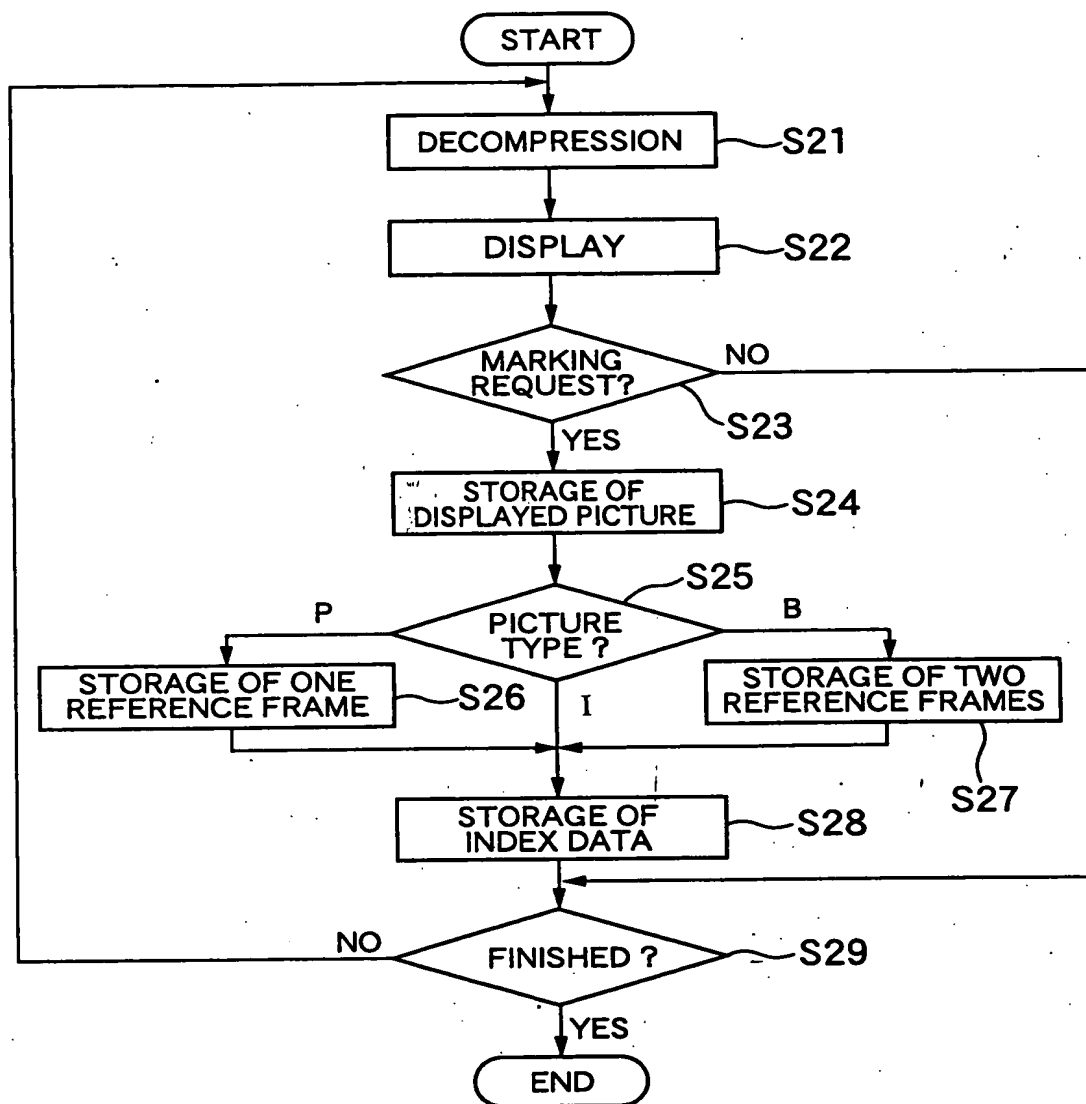 START
DECOMPRESSION
S21
DISPLAY
S22
MARKING
REQUEST?
NO
S23
YES
STORAGE OF
DISPLAYED PICTURE
S24
S25
P
PICTURE
TYPE ?
B
STORAGE OF ONE
REFERENCE FRAME
S26
I
STORAGE OF TWO
REFERENCE FRAMES
S27
STORAGE OF
INDEX DATA
S28
NO
FINISHED ?
S29
YES
END